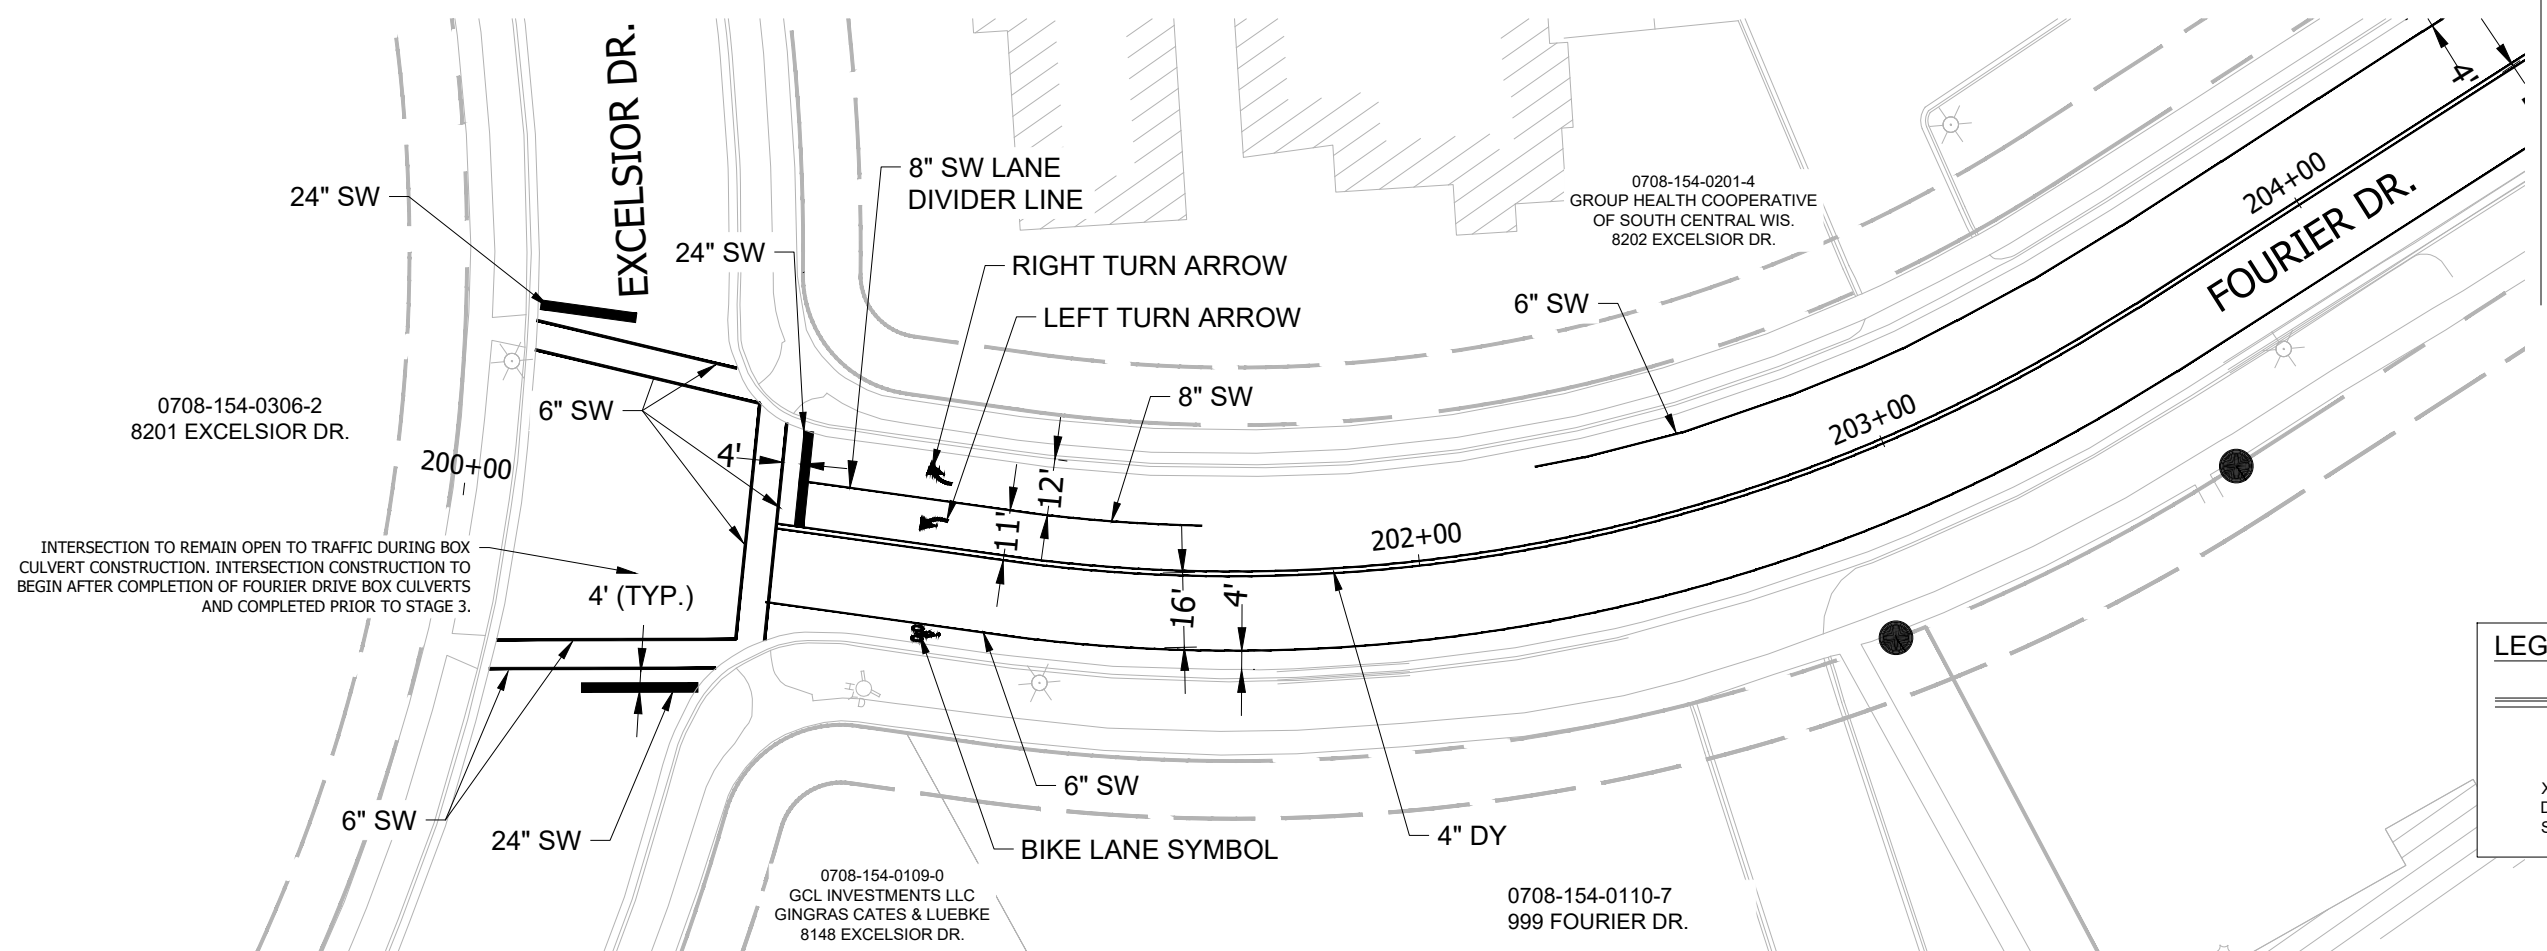 EXCELSIOR DR.
24" SW
8" SW LANE
DIVIDER LINE
24" SW
RIGHT TURN ARROW
LEFT TURN ARROW
0708-154-0201-4
GROUP HEALTH COOPERATIVE
OF SOUTH CENTRAL WIS.
8202 EXCELSIOR DR.
4'
204+00
FOURIER DR.
6" SW
203+00
8" SW
6" SW
0708-154-0306-2
8201 EXCELSIOR DR.
200+00
4'
12'
11'
202+00
INTERSECTION TO REMAIN OPEN TO TRAFFIC DURING BOX
CULVERT CONSTRUCTION. INTERSECTION CONSTRUCTION TO
BEGIN AFTER COMPLETION OF FOURIER DRIVE BOX CULVERTS
AND COMPLETED PRIOR TO STAGE 3.
4' (TYP.)
16'
4'
LEG
6" SW
6" SW
24" SW
BIKE LANE SYMBOL
4" DY
0708-154-0109-0
GCL INVESTMENTS LLC
GINGRAS CATES & LUEBKE
8148 EXCELSIOR DR.
0708-154-0110-7
999 FOURIER DR.